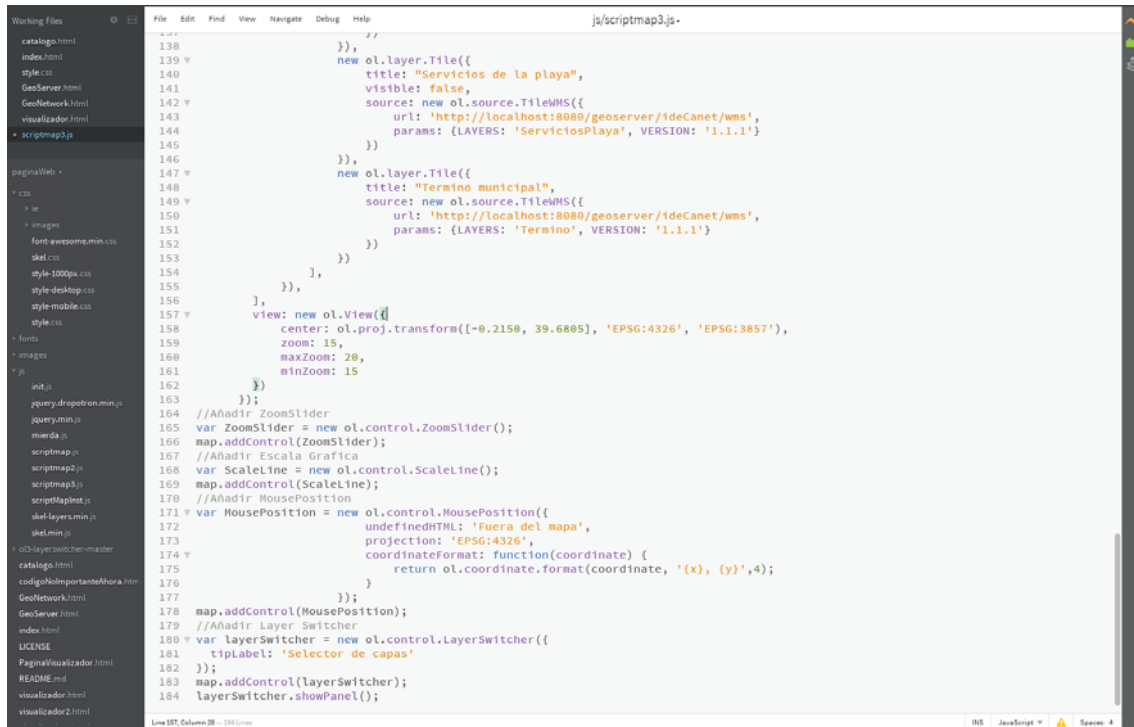 File Edit Find View Navigate Debug Help
js/scriptmap3.js•
Working Files
catalogo.html
index.html
style.css
GeoServer.html
GeoNetwork.html
visualizador.html
• scriptmap3.js
paginaWeb
css
ie
images
font-awesome.min.css
skel.css
style-1000px.css
style-desktop.css
style-mobile.css
style.css
fonts
images
js
init.js
jquery.dropotron.min.js
jquery.min.js
mierda.js
scriptmap.js
scriptmap2.js
scriptmap3.js
scriptMapInst.js
skel-layers.min.js
skel.min.js
ol3-layerswitcher-master
catalogo.html
codigoNoImportanteAhora.htm
GeoNetwork.html
GeoServer.html
index.html
LICENSE
PaginaVisualizador.html
README.md
visualizador.html
visualizador2.html
137 })
138 }),
139 new ol.layer.Tile({
140 title: "Servicios de la playa",
141 visible: false,
142 source: new ol.source.TileWMS({
143 url: 'http://localhost:8080/geoserver/ideCanet/wms',
144 params: {LAYERS: 'ServiciosPlaya', VERSION: '1.1.1'}
145 })
146 }),
147 new ol.layer.Tile({
148 title: "Termino municipal",
149 source: new ol.source.TileWMS({
150 url: 'http://localhost:8080/geoserver/ideCanet/wms',
151 params: {LAYERS: 'Termino', VERSION: '1.1.1'}
152 })
153 })
154 ],
155 }),
156 ],
157 view: new ol.View({
158 center: ol.proj.transform([-0.2150, 39.6805], 'EPSG:4326', 'EPSG:3857'),
159 zoom: 15,
160 maxZoom: 20,
161 minZoom: 15
162 })
163 });
164 //Añadir ZoomSlider
165 var ZoomSlider = new ol.control.ZoomSlider();
166 map.addControl(ZoomSlider);
167 //Añadir Escala Grafica
168 var ScaleLine = new ol.control.ScaleLine();
169 map.addControl(ScaleLine);
170 //Añadir MousePosition
171 var MousePosition = new ol.control.MousePosition({
172 undefinedHTML: 'Fuera del mapa',
173 projection: 'EPSG:4326',
174 coordinateFormat: function(coordinate) {
175 return ol.coordinate.format(coordinate, '{x}, {y}',4);
176 }
177 });
178 map.addControl(MousePosition);
179 //Añadir Layer Switcher
180 var layerSwitcher = new ol.control.LayerSwitcher({
181 tipLabel: 'Selector de capas'
182 });
183 map.addControl(layerSwitcher);
184 layerSwitcher.showPanel();
Line 157, Column 28 — 184 Lines
INS JavaScript Spaces: 4